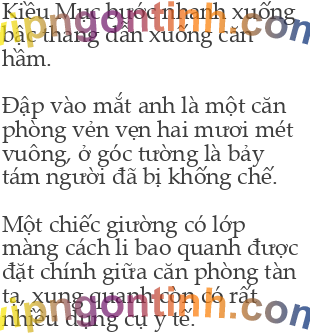 Kiều Mục bước nhanh xuống
bậc thang dẫn xuống căn
hầm.
Đập vào mắt anh là một căn
phòng vẻn vẹn hai mươi mét
vuông, ở góc tường là bảy
tám người đã bị khống chế.
Một chiếc giường có lớp
màng cách li bao quanh được
đặt chính giữa căn phòng tàn
tạ, xung quanh còn có rất
nhiều dụng cụ y tế.
vipngontinh.com
vipngontinh.com